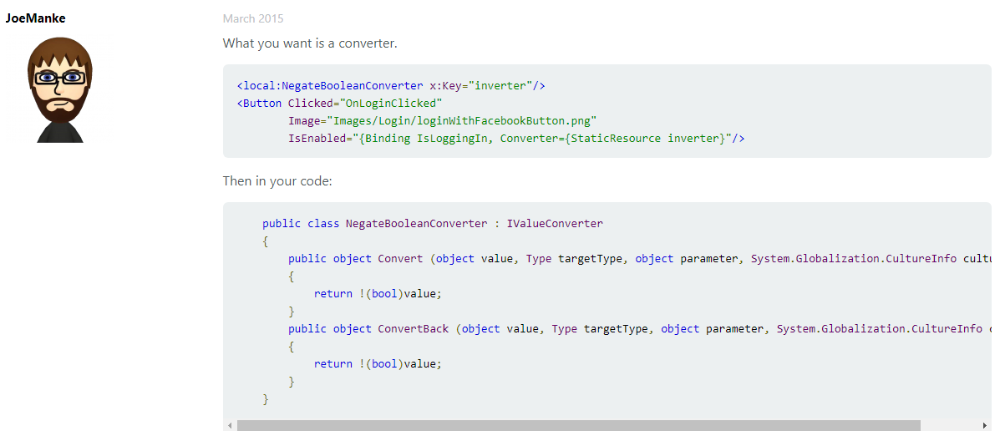 JoeManke
March 2015
What you want is a converter.
<local:NegateBooleanConverter x:Key="inverter"/>
<Button Clicked="OnLoginClicked"
        Image="Images/Login/loginWithFacebookButton.png"
        IsEnabled="{Binding IsLoggingIn, Converter={StaticResource inverter}"/>
Then in your code:
    public class NegateBooleanConverter : IValueConverter
    {
        public object Convert (object value, Type targetType, object parameter, System.Globalization.CultureInfo
        {
            return !(bool)value;
        }
        public object ConvertBack (object value, Type targetType, object parameter, System.Globalization.CultureInfo
        {
            return !(bool)value;
        }
    }